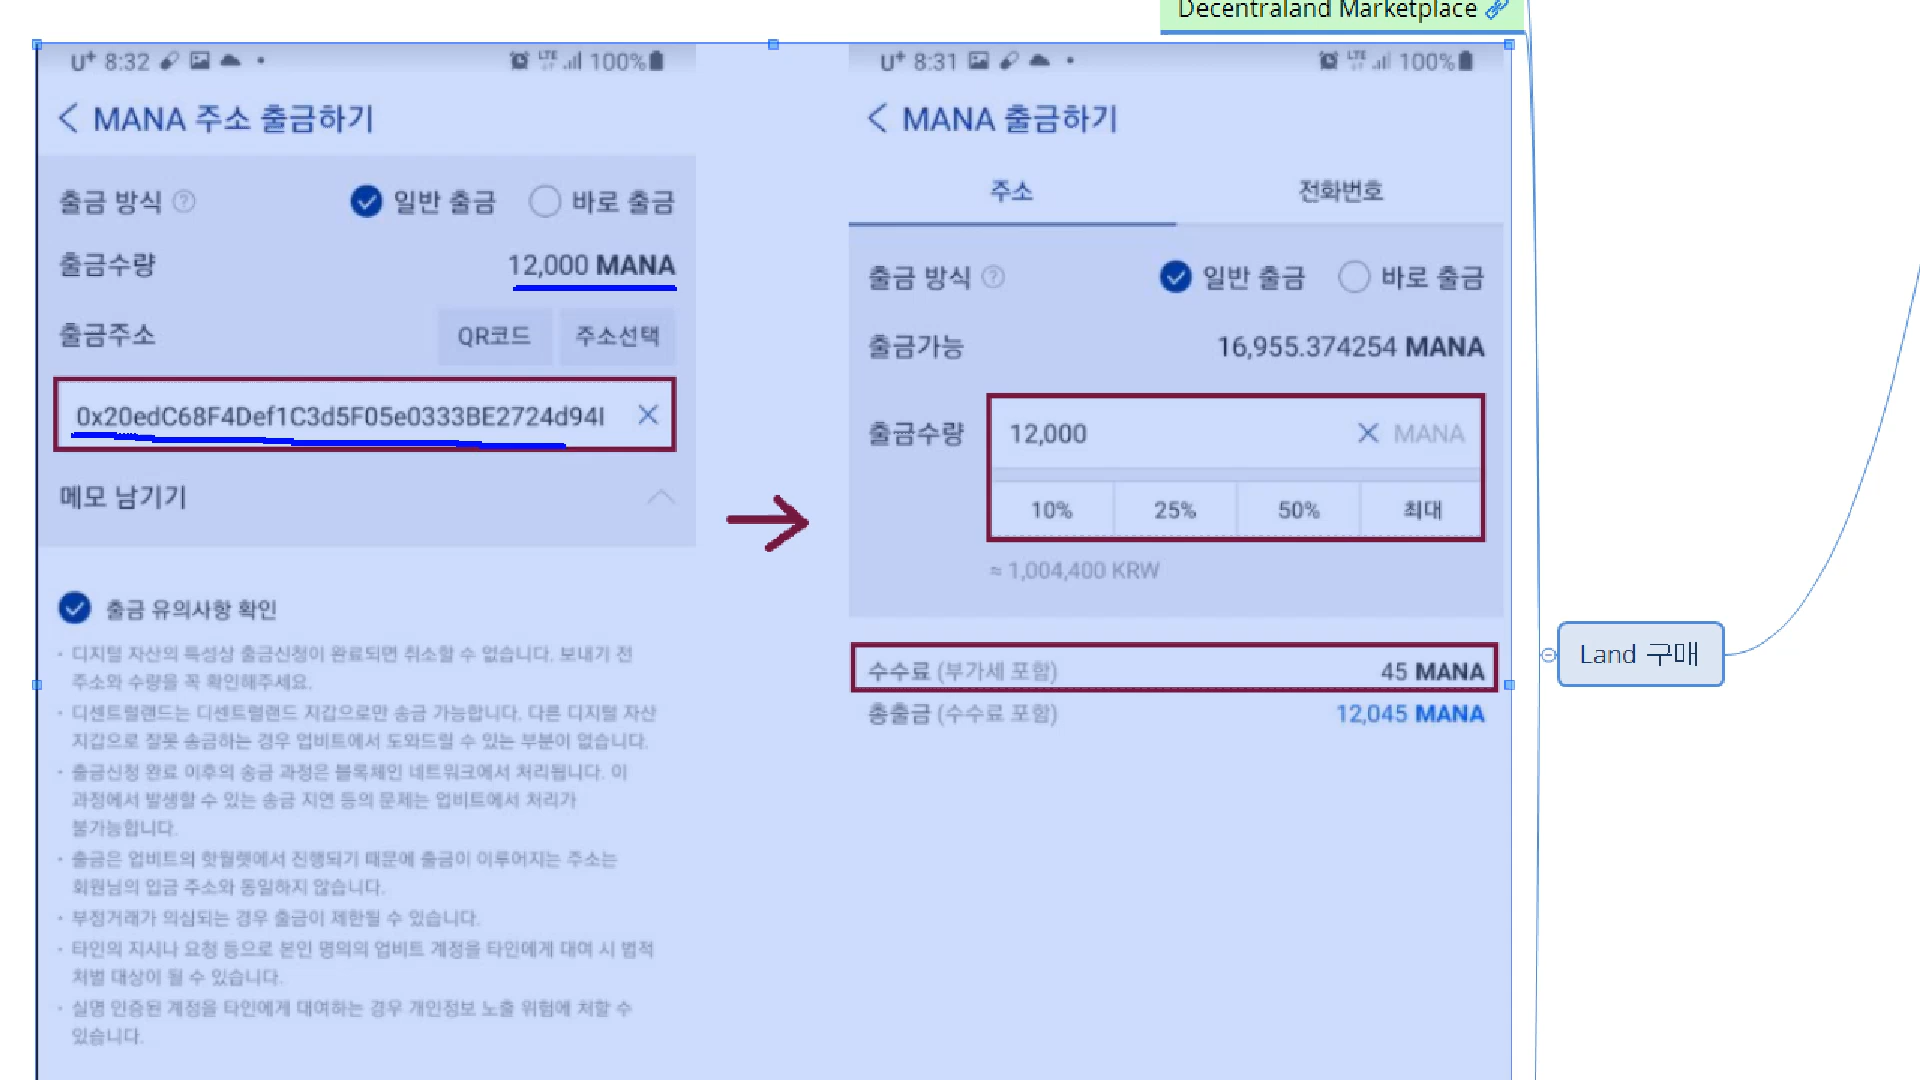 Decentraland Marketplace
U+ 8:32
LTE 100%
MANA 주소 출금하기
출금 방식 ? 일반 출금 바로 출금
출금수량 12,000 MANA
출금주소 QR코드 주소선택
0x20edC68F4Def1C3d5F05e0333BE2724d94
메모 남기기
출금 유의사항 확인
· 디지털 자산의 특성상 출금신청이 완료되면 취소할 수 없습니다. 보내기 전
주소와 수량을 꼭 확인해주세요.
· 디센트럴랜드는 디센트럴랜드 지갑으로만 송금 가능합니다. 다른 디지털 자산
지갑으로 잘못 송금하는 경우 업비트에서 도와드릴 수 있는 부분이 없습니다.
· 출금신청 완료 이후의 송금 과정은 블록체인 네트워크에서 처리됩니다. 이
과정에서 발생할 수 있는 송금 지연 등의 문제는 업비트에서 처리가
불가능합니다.
· 출금은 업비트의 핫월렛에서 진행되기 때문에 출금이 이루어지는 주소는
회원님의 입금 주소와 동일하지 않습니다.
· 부정거래가 의심되는 경우 출금이 제한될 수 있습니다.
· 타인의 지시나 요청 등으로 본인 명의의 업비트 계정을 타인에게 대여 시 법적
처벌 대상이 될 수 있습니다.
· 실명 인증된 계정을 타인에게 대여하는 경우 개인정보 노출 위험에 처할 수
있습니다.
U+ 8:31
LTE 100%
MANA 출금하기
주소 전화번호
출금 방식 ? 일반 출금 바로 출금
출금가능 16,955.374254 MANA
출금수량 12,000 MANA
10% 25% 50% 최대
≈ 1,004,400 KRW
수수료 (부가세 포함) 45 MANA
총출금 (수수료 포함) 12,045 MANA
Land 구매